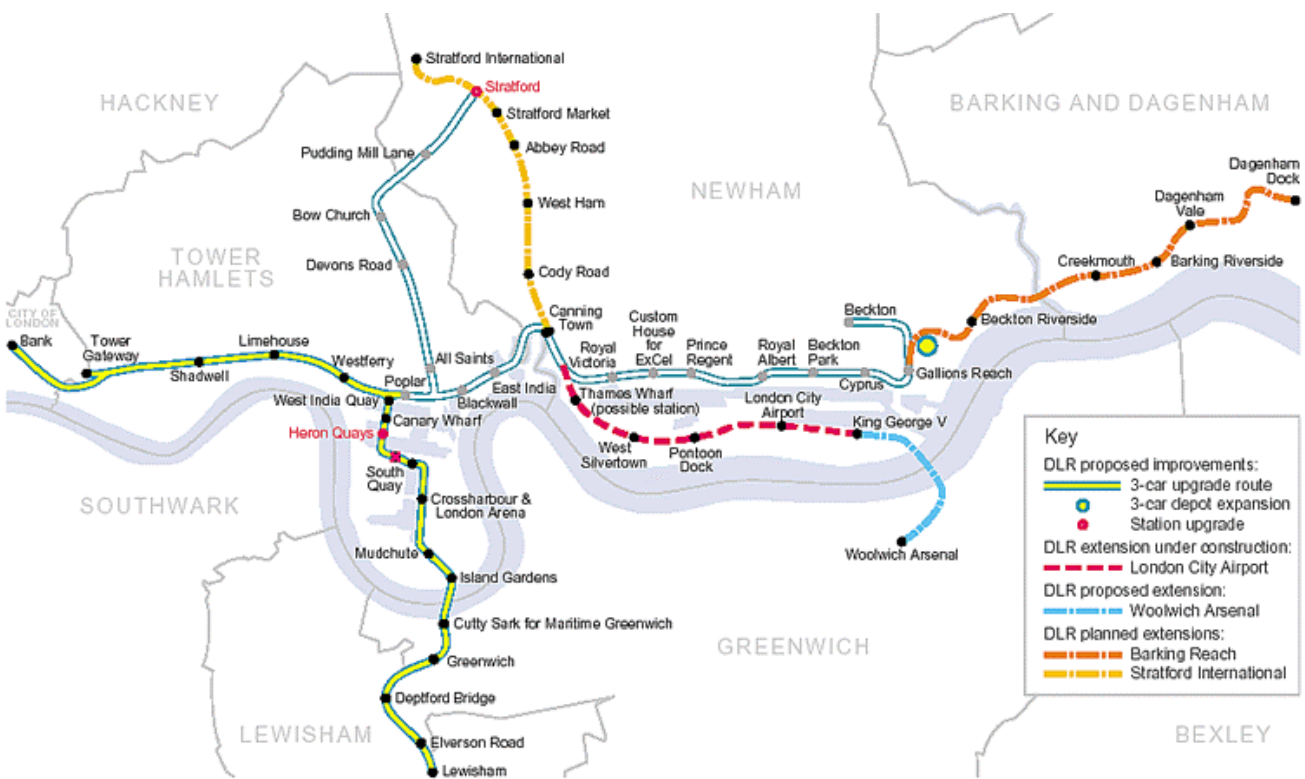 Stratford International
Stratford
HACKNEY
BARKING AND DAGENHAM
Stratford Market
Pudding Mill Lane
Abbey Road
Dagenham
Dock
NEWHAM
Dagenham
Vale
West Ham
Bow Church
TOWER
HAMLETS
Devons Road
Cody Road
Creekmouth
Barking Riverside
CITY OF
LONDON
Bank
Tower
Gateway
Limehouse
Shadwell
Westferry
All Saints
Poplar
Canning
Town
Beckton
Beckton Riverside
Royal
Victoria
Custom
House
for
ExCel
Prince
Regent
Royal
Albert
Beckton
Park
Cyprus
Gallions Reach
East India
Blackwall
West India Quay
Canary Wharf
Heron Quays
South
Quay
Thames Wharf
(possible station)
London City
Airport
King George V
West
Silvertown
Pontoon
Dock
SOUTHWARK
Crossharbour &
London Arena
Mudchute
Island Gardens
Woolwich Arsenal
Cutty Sark for Maritime Greenwich
Greenwich
GREENWICH
Deptford Bridge
LEWISHAM
Elverson Road
Lewisham
BEXLEY
Key
DLR proposed improvements:
3-car upgrade route
3-car depot expansion
Station upgrade
DLR extension under construction:
London City Airport
DLR proposed extension:
Woolwich Arsenal
DLR planned extensions:
Barking Reach
Stratford International